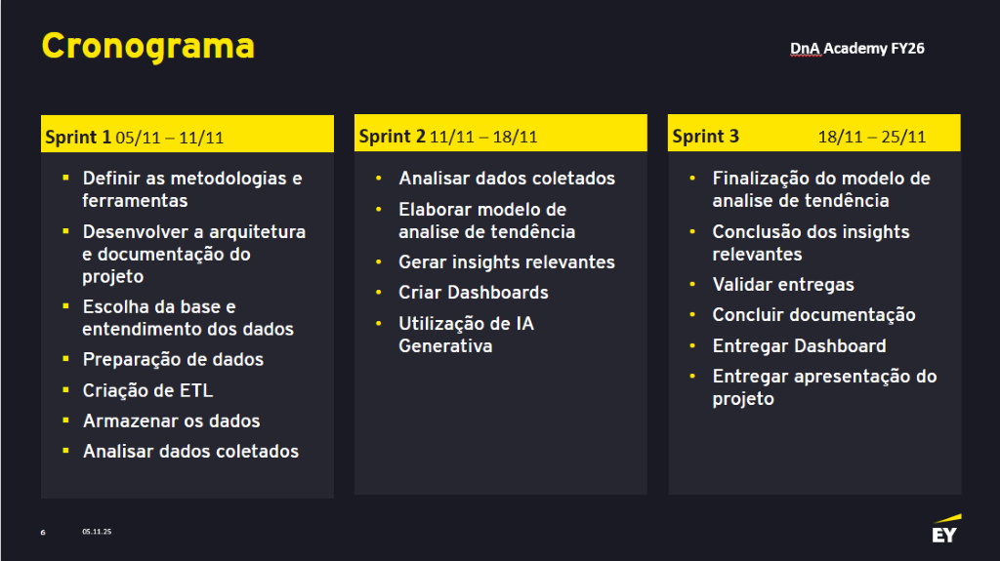 Cronograma
DnA Academy FY26
Sprint 1 05/11 – 11/11
▪ Definir as metodologias e
ferramentas
▪ Desenvolver a arquitetura
e documentação do
projeto
▪ Escolha da base e
entendimento dos dados
▪ Preparação de dados
▪ Criação de ETL
▪ Armazenar os dados
▪ Analisar dados coletados
Sprint 2 11/11 – 18/11
• Analisar dados coletados
• Elaborar modelo de
analise de tendência
• Gerar insights relevantes
• Criar Dashboards
• Utilização de IA
Generativa
Sprint 3 18/11 – 25/11
• Finalização do modelo de
analise de tendência
• Conclusão dos insights
relevantes
• Validar entregas
• Concluir documentação
• Entregar Dashboard
• Entregar apresentação do
projeto
6 05.11.25
EY